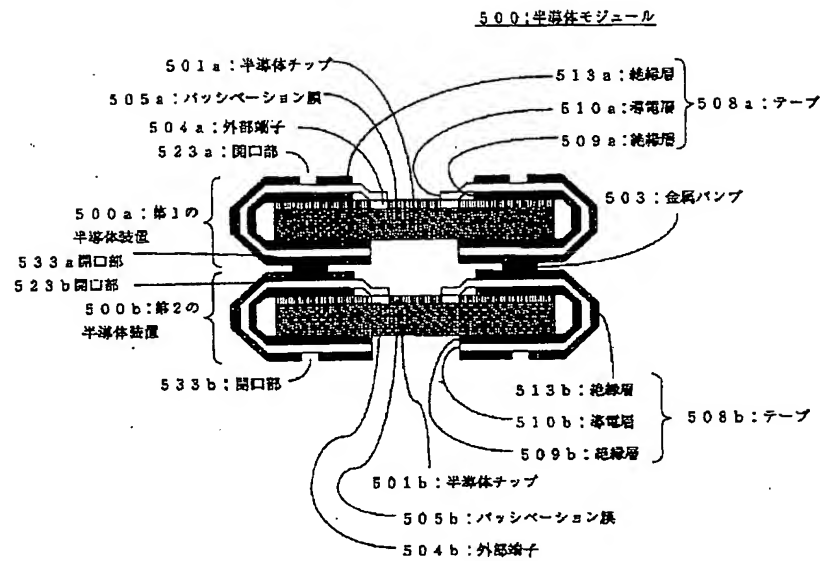 500:半導体モジュール
501a:半導体チップ
505a:パッシベーション膜
504a:外部端子
523a:開口部
513a:絶縁層
510a:導電層
509a:絶縁層
508a:テープ
503:金属バンプ
500a:第1の
半導体装置
533a開口部
523b開口部
500b:第2の
半導体装置
533b:開口部
513b:絶縁層
510b:導電層
509b:絶縁層
508b:テープ
501b:半導体チップ
505b:パッシベーション膜
504b:外部端子